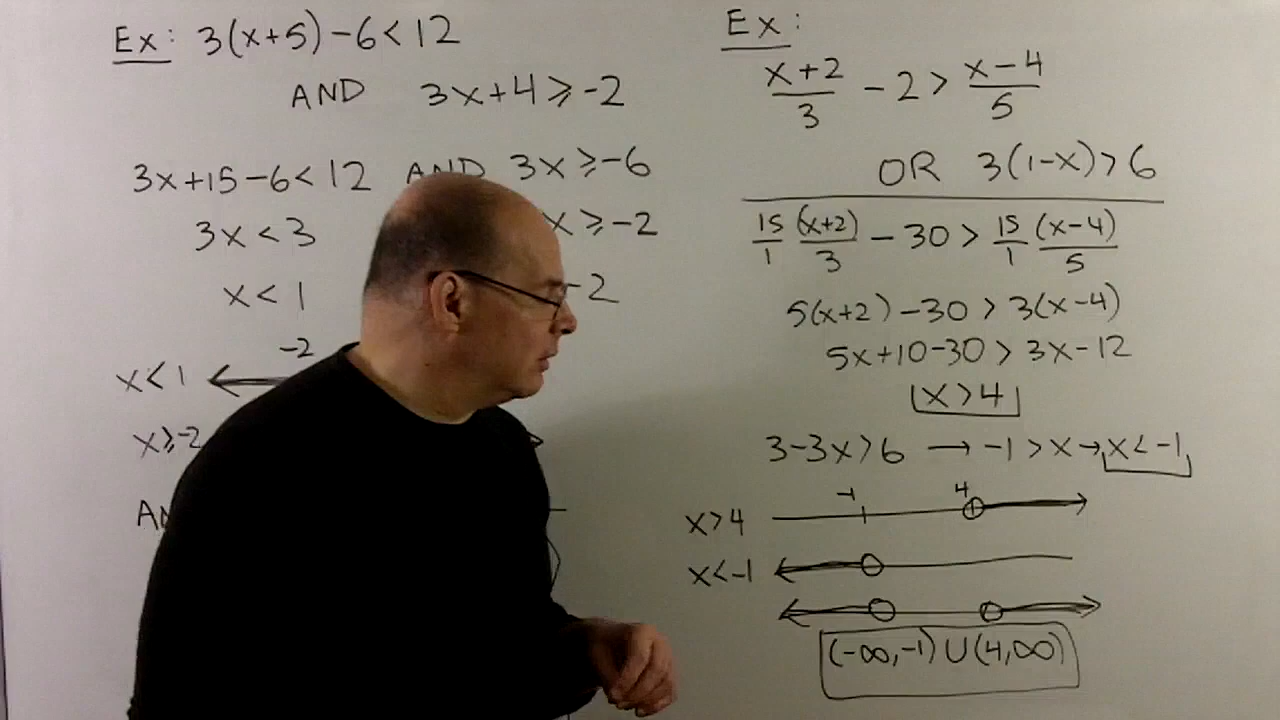 Ex: 3(x+5)-6<12
AND 3x+4≥-2
3x+15-6<12 AND 3x≥-6
3x<3 x≥-2
x<1 -2
-2
x<1
x≥-2
Ex:
(x+2)/3 - 2 > (x-4)/5
OR 3(1-x)>6
15/1 (x+2)/3 - 30 > 15/1 (x-4)/5
5(x+2)-30 > 3(x-4)
5x+10-30 > 3x-12
x>4
3-3x>6 → -1>x → x<-1
-1 4
x>4
x<-1
(-∞,-1)∪(4,∞)